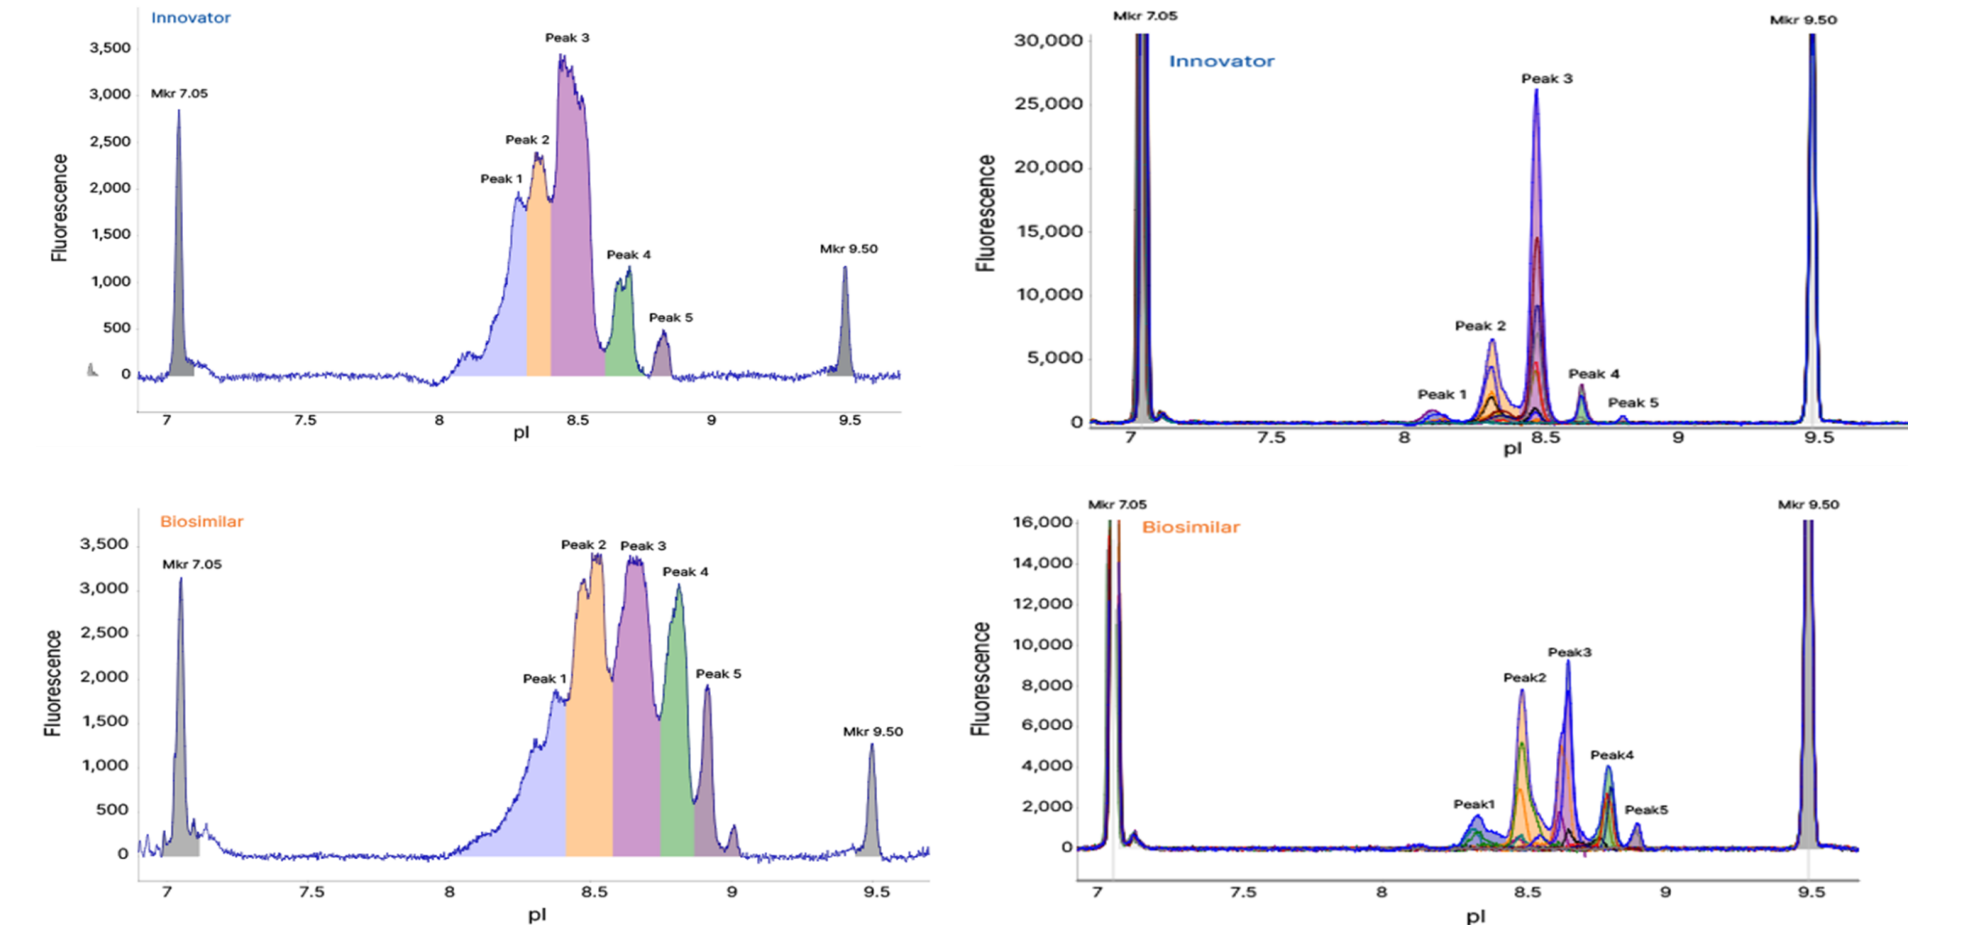 Innovator
3,500
3,000
2,500
2,000
1,500
1,000
500
0
Fluorescence
Mkr 7.05
Peak 1
Peak 2
Peak 3
Peak 4
Peak 5
Mkr 9.50
7
7.5
8
8.5
9
9.5
pI
Mkr 7.05
Mkr 9.50
Innovator
30,000
25,000
20,000
15,000
10,000
5,000
0
Fluorescence
Peak 1
Peak 2
Peak 3
Peak 4
Peak 5
7
7.5
8
8.5
9
9.5
pI
Biosimilar
3,500
3,000
2,500
2,000
1,500
1,000
500
0
Fluorescence
Mkr 7.05
Peak 1
Peak 2
Peak 3
Peak 4
Peak 5
Mkr 9.50
7
7.5
8
8.5
9
9.5
pI
Mkr 7.05
Mkr 9.50
Biosimilar
16,000
14,000
12,000
10,000
8,000
6,000
4,000
2,000
0
Fluorescence
Peak1
Peak2
Peak3
Peak4
Peak5
7
7.5
8
8.5
9
9.5
pI